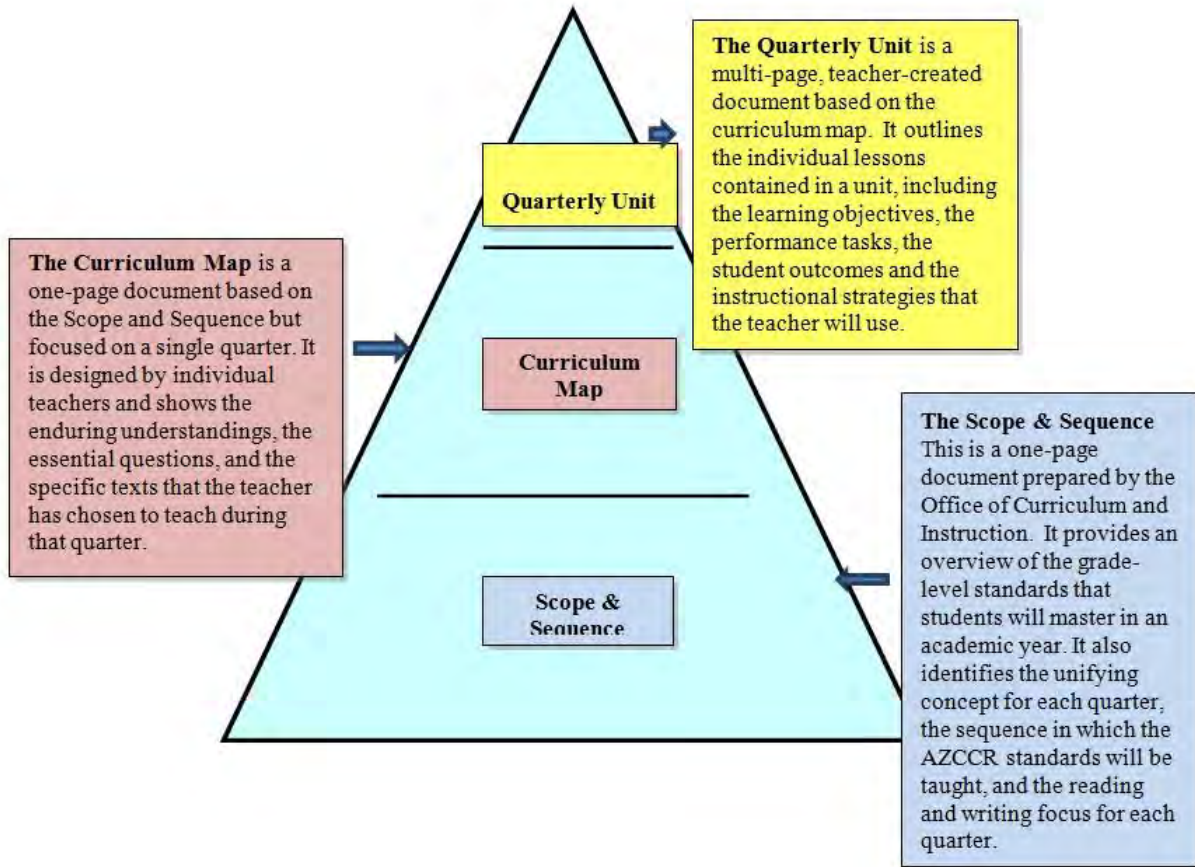 The Quarterly Unit is a
multi-page, teacher-created
document based on the
curriculum map. It outlines
the individual lessons
contained in a unit, including
the learning objectives, the
performance tasks, the
student outcomes and the
instructional strategies that
the teacher will use.
Quarterly Unit
The Curriculum Map is a
one-page document based on
the Scope and Sequence but
focused on a single quarter. It
is designed by individual
teachers and shows the
enduring understandings, the
essential questions, and the
specific texts that the teacher
has chosen to teach during
that quarter.
Curriculum
Map
The Scope & Sequence
This is a one-page
document prepared by the
Office of Curriculum and
Instruction. It provides an
overview of the grade-
level standards that
students will master in an
academic year. It also
identifies the unifying
concept for each quarter,
the sequence in which the
AZCCR standards will be
taught, and the reading
and writing focus for each
quarter.
Scope &
Sequence